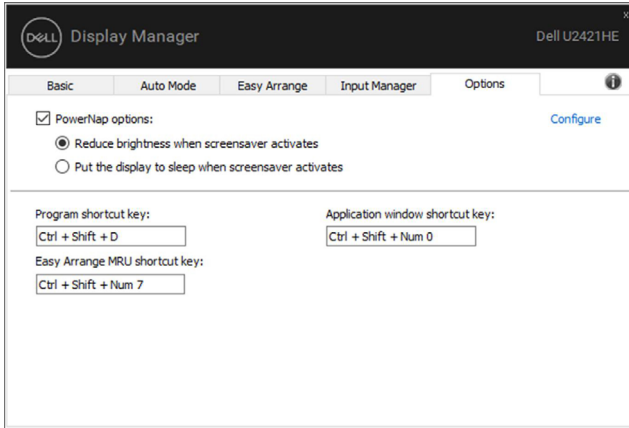 x
DELL Display Manager Dell U2421HE
Basic Auto Mode Easy Arrange Input Manager Options i
PowerNap options: Configure
Reduce brightness when screensaver activates
Put the display to sleep when screensaver activates
Program shortcut key: Application window shortcut key:
Ctrl + Shift + D Ctrl + Shift + Num 0
Easy Arrange MRU shortcut key:
Ctrl + Shift + Num 7